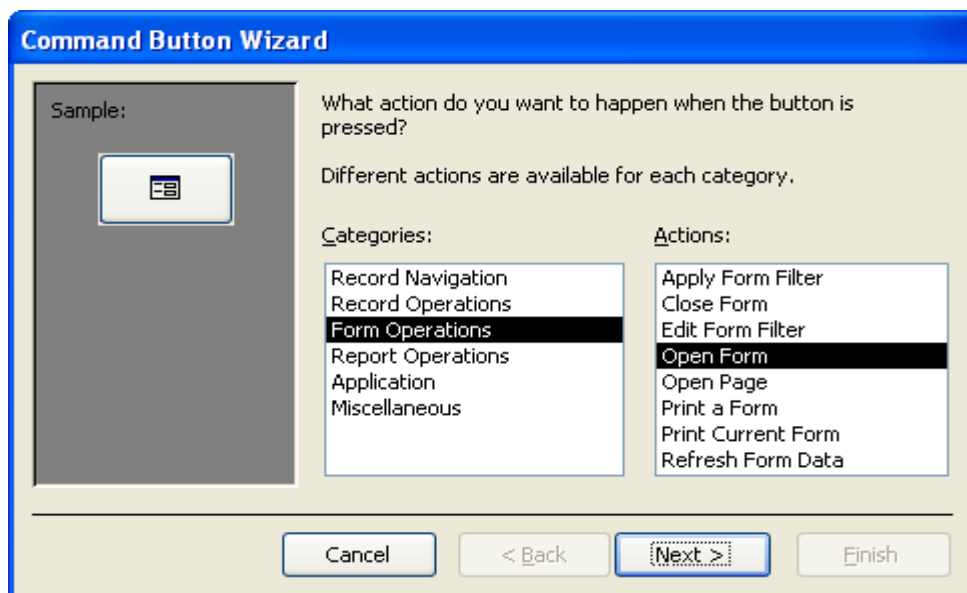 Command Button Wizard
Sample:
What action do you want to happen when the button is
pressed?
Different actions are available for each category.
Categories:
Record Navigation
Record Operations
Form Operations
Report Operations
Application
Miscellaneous
Actions:
Apply Form Filter
Close Form
Edit Form Filter
Open Form
Open Page
Print a Form
Print Current Form
Refresh Form Data
Cancel
< Back
Next >
Finish